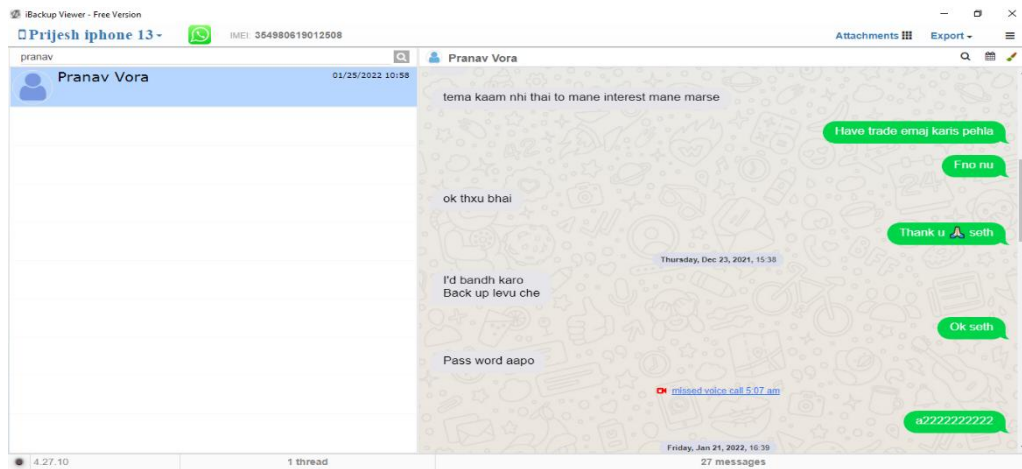 iBackup Viewer - Free Version
Prijesh iphone 13
IMEI: 354980619012508
Attachments
Export
pranav
Pranav Vora
Pranav Vora
01/25/2022 10:58
tema kaam nhi thai to mane interest mane marse
Have trade emaj karis pehla
Fno nu
ok thxu bhai
Thank u 🙏 seth
Thursday, Dec 23, 2021, 15:38
I'd bandh karo
Back up levu che
Ok seth
Pass word aapo
missed voice call 5:07 am
a2222222222
Friday, Jan 21, 2022, 16:39
4.27.10
1 thread
27 messages